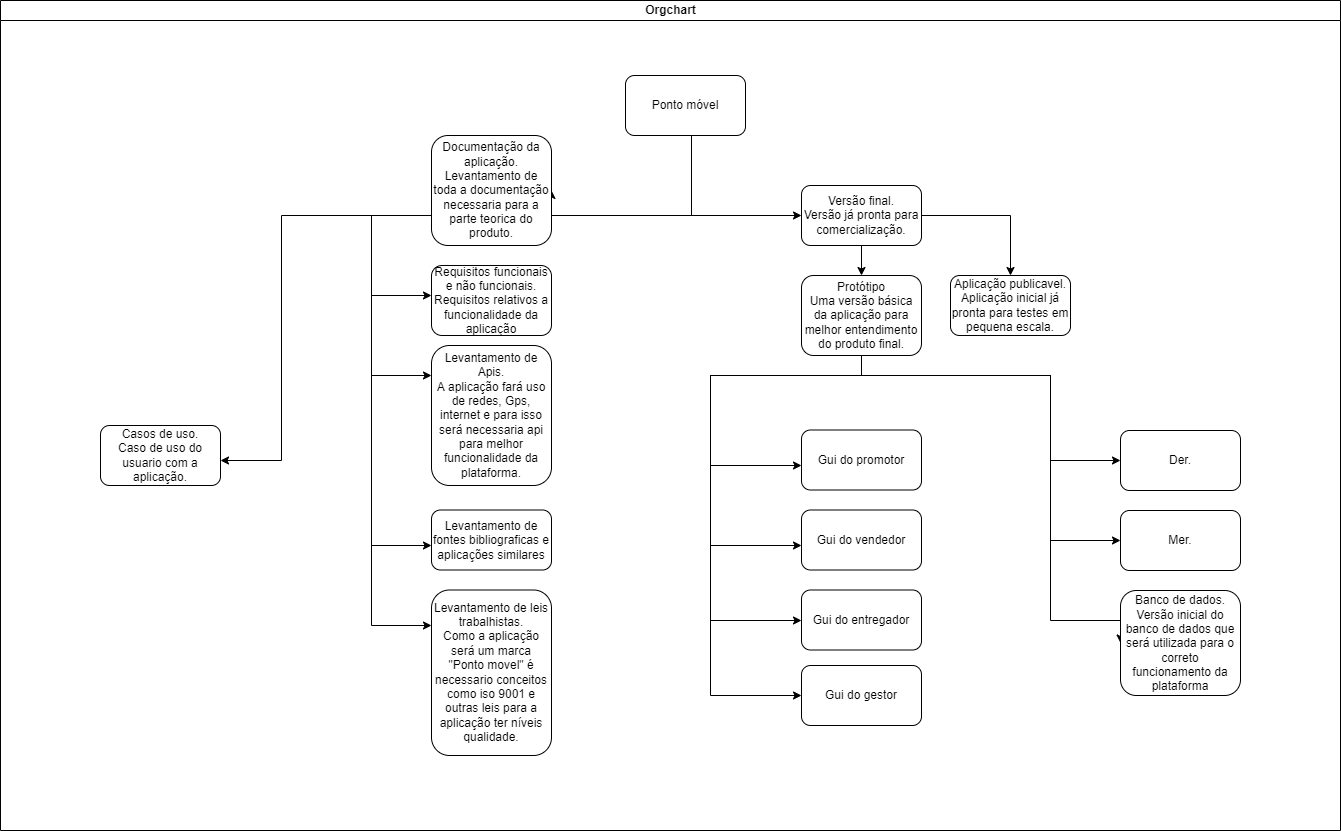 Orgchart
Ponto móvel
Documentação da
aplicação.
Levantamento de
toda a documentação
necessaria para a
parte teorica do
produto.
Versão final.
Versão já pronta para
comercialização.
Requisitos funcionais
e não funcionais.
Requisitos relativos a
funcionalidade da
aplicação
Protótipo
Uma versão básica
da aplicação para
melhor entendimento
do produto final.
Aplicação publicavel.
Aplicação inicial já
pronta para testes em
pequena escala.
Levantamento de
Apis.
A aplicação fará uso
de redes, Gps,
internet e para isso
será necessaria api
para melhor
funcionalidade da
plataforma.
Casos de uso.
Caso de uso do
usuario com a
aplicação.
Gui do promotor
Der.
Levantamento de
fontes bibliograficas e
aplicações similares
Gui do vendedor
Mer.
Levantamento de leis
trabalhistas.
Como a aplicação
será um marca
"Ponto movel" é
necessario conceitos
como iso 9001 e
outras leis para a
aplicação ter níveis
qualidade.
Gui do entregador
Banco de dados.
Versão inicial do
banco de dados que
será utilizada para o
correto
funcionamento da
plataforma
Gui do gestor